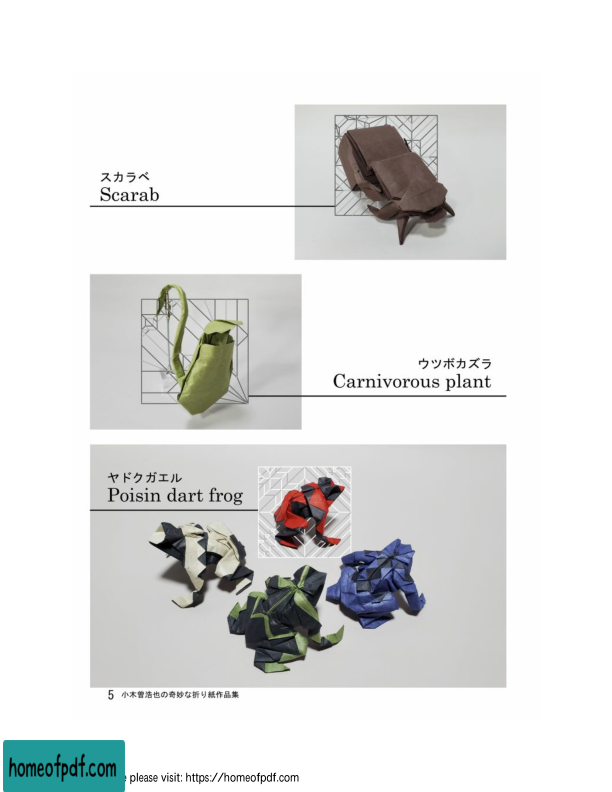 スカラベ
Scarab
ウツボカズラ
Carnivorous plant
ヤドクガエル
Poisin dart frog
5 小木曽浩也の奇妙な折り紙作品集
homeofpdf.com
please visit: https://homeofpdf.com